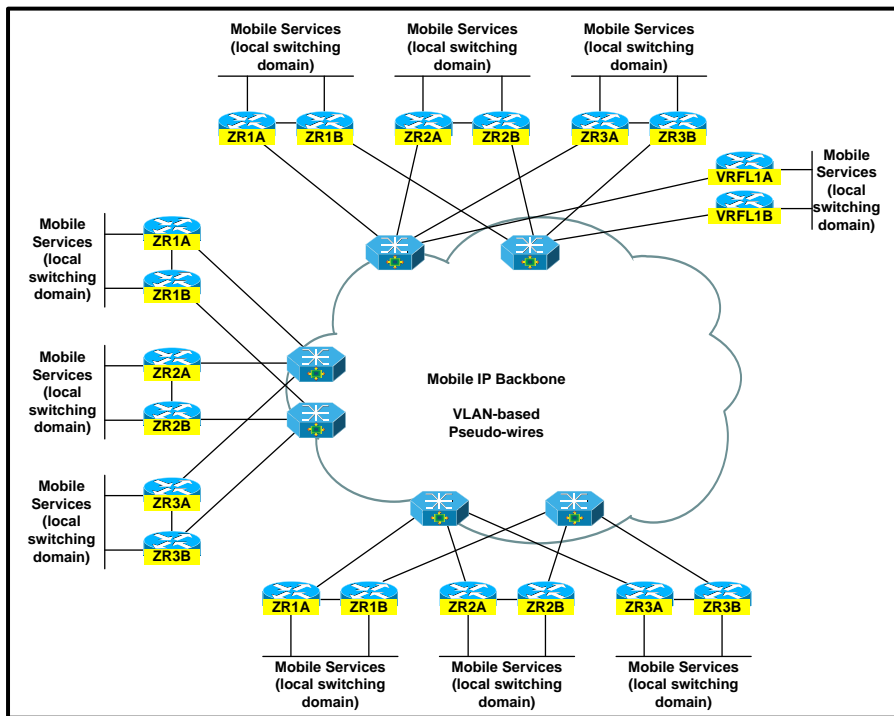 Mobile Services
(local switching
domain)
Mobile Services
(local switching
domain)
Mobile Services
(local switching
domain)
ZR1A
ZR1B
ZR2A
ZR2B
ZR3A
ZR3B
VRFL1A
VRFL1B
Mobile
Services
(local
switching
domain)
Mobile
Services
(local
switching
domain)
ZR1A
ZR1B
Mobile
Services
(local
switching
domain)
ZR2A
ZR2B
Mobile IP Backbone
VLAN-based
Pseudo-wires
Mobile
Services
(local
switching
domain)
ZR3A
ZR3B
ZR1A
ZR1B
ZR2A
ZR2B
ZR3A
ZR3B
Mobile Services
(local switching
domain)
Mobile Services
(local switching
domain)
Mobile Services
(local switching
domain)